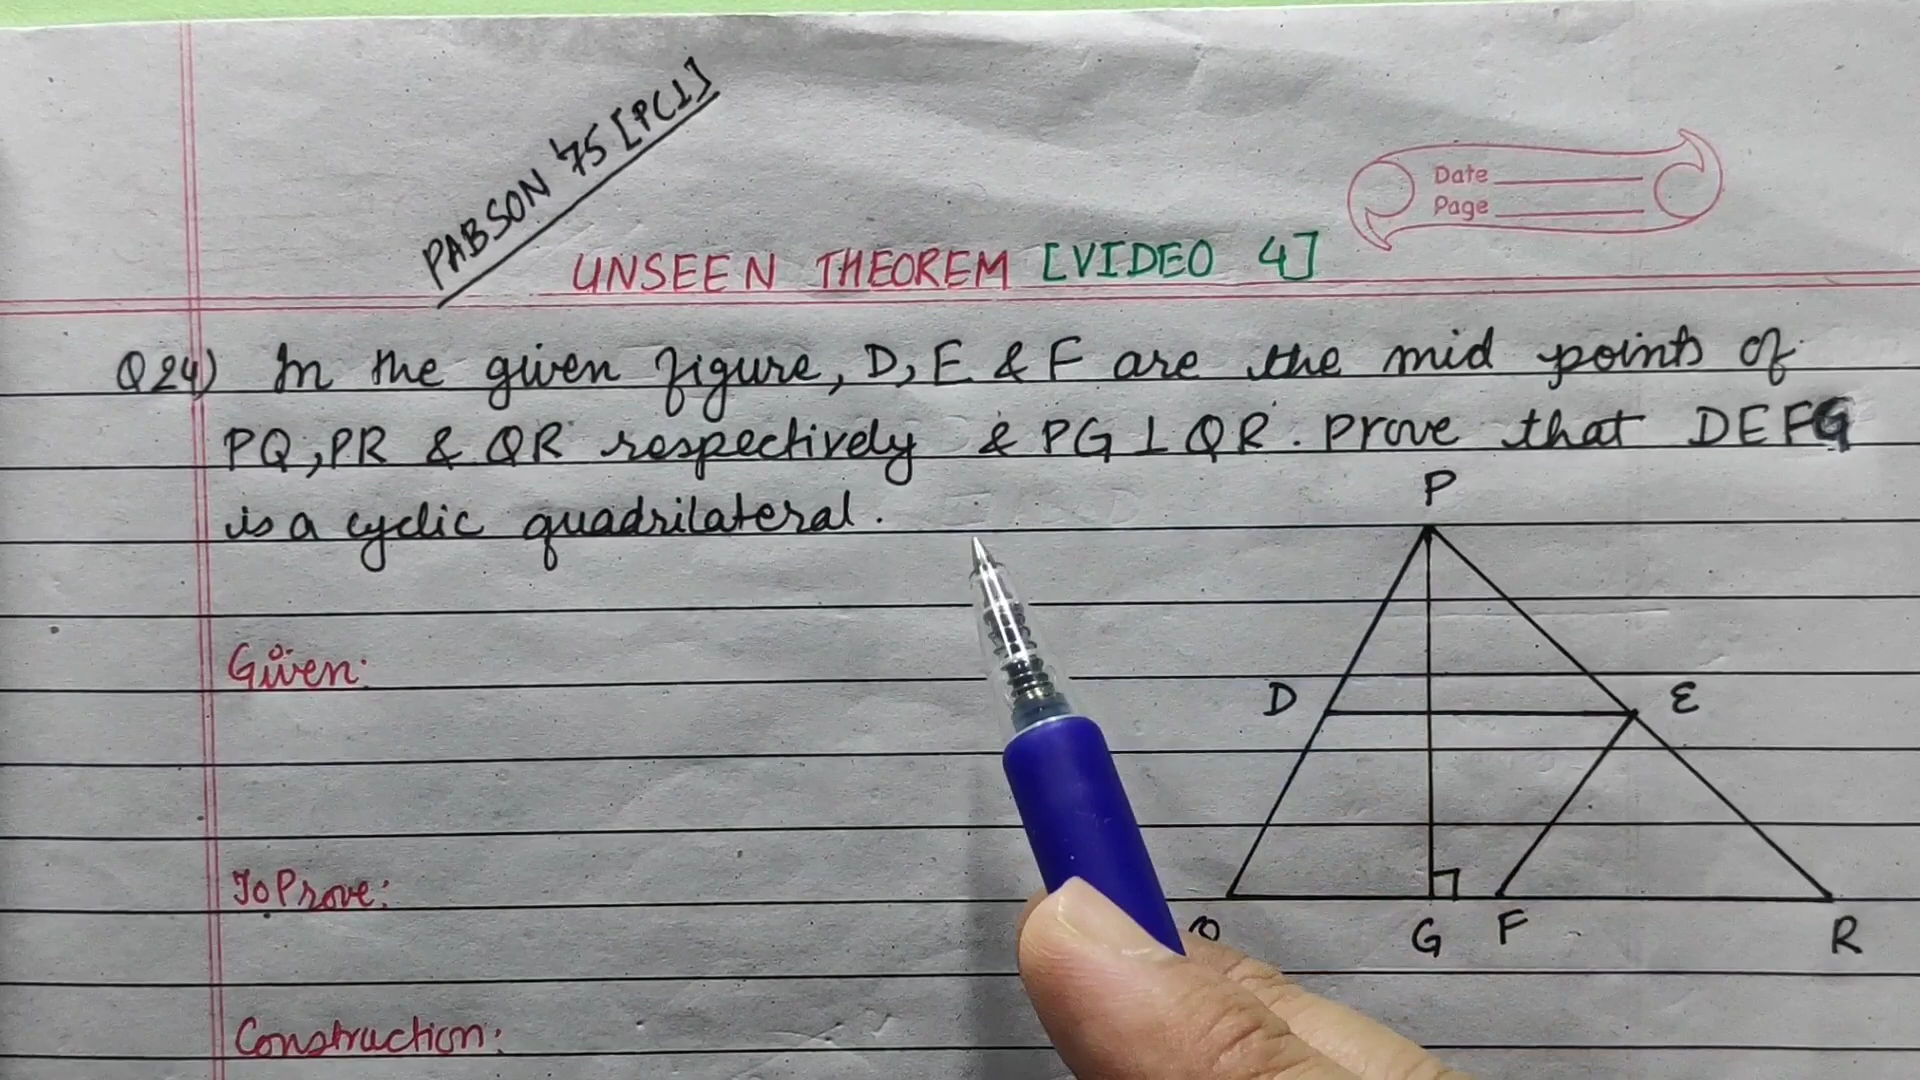 PABSON '75 [PCL]
Date
Page
UNSEEN THEOREM [VIDEO 4]
Q24) In the given figure, D, E & F are the mid points of
PQ, PR & QR respectively & PG ⊥ QR. Prove that DEFG
is a cyclic quadrilateral.
P
Given:
D E
To Prove:
G F R
Construction: